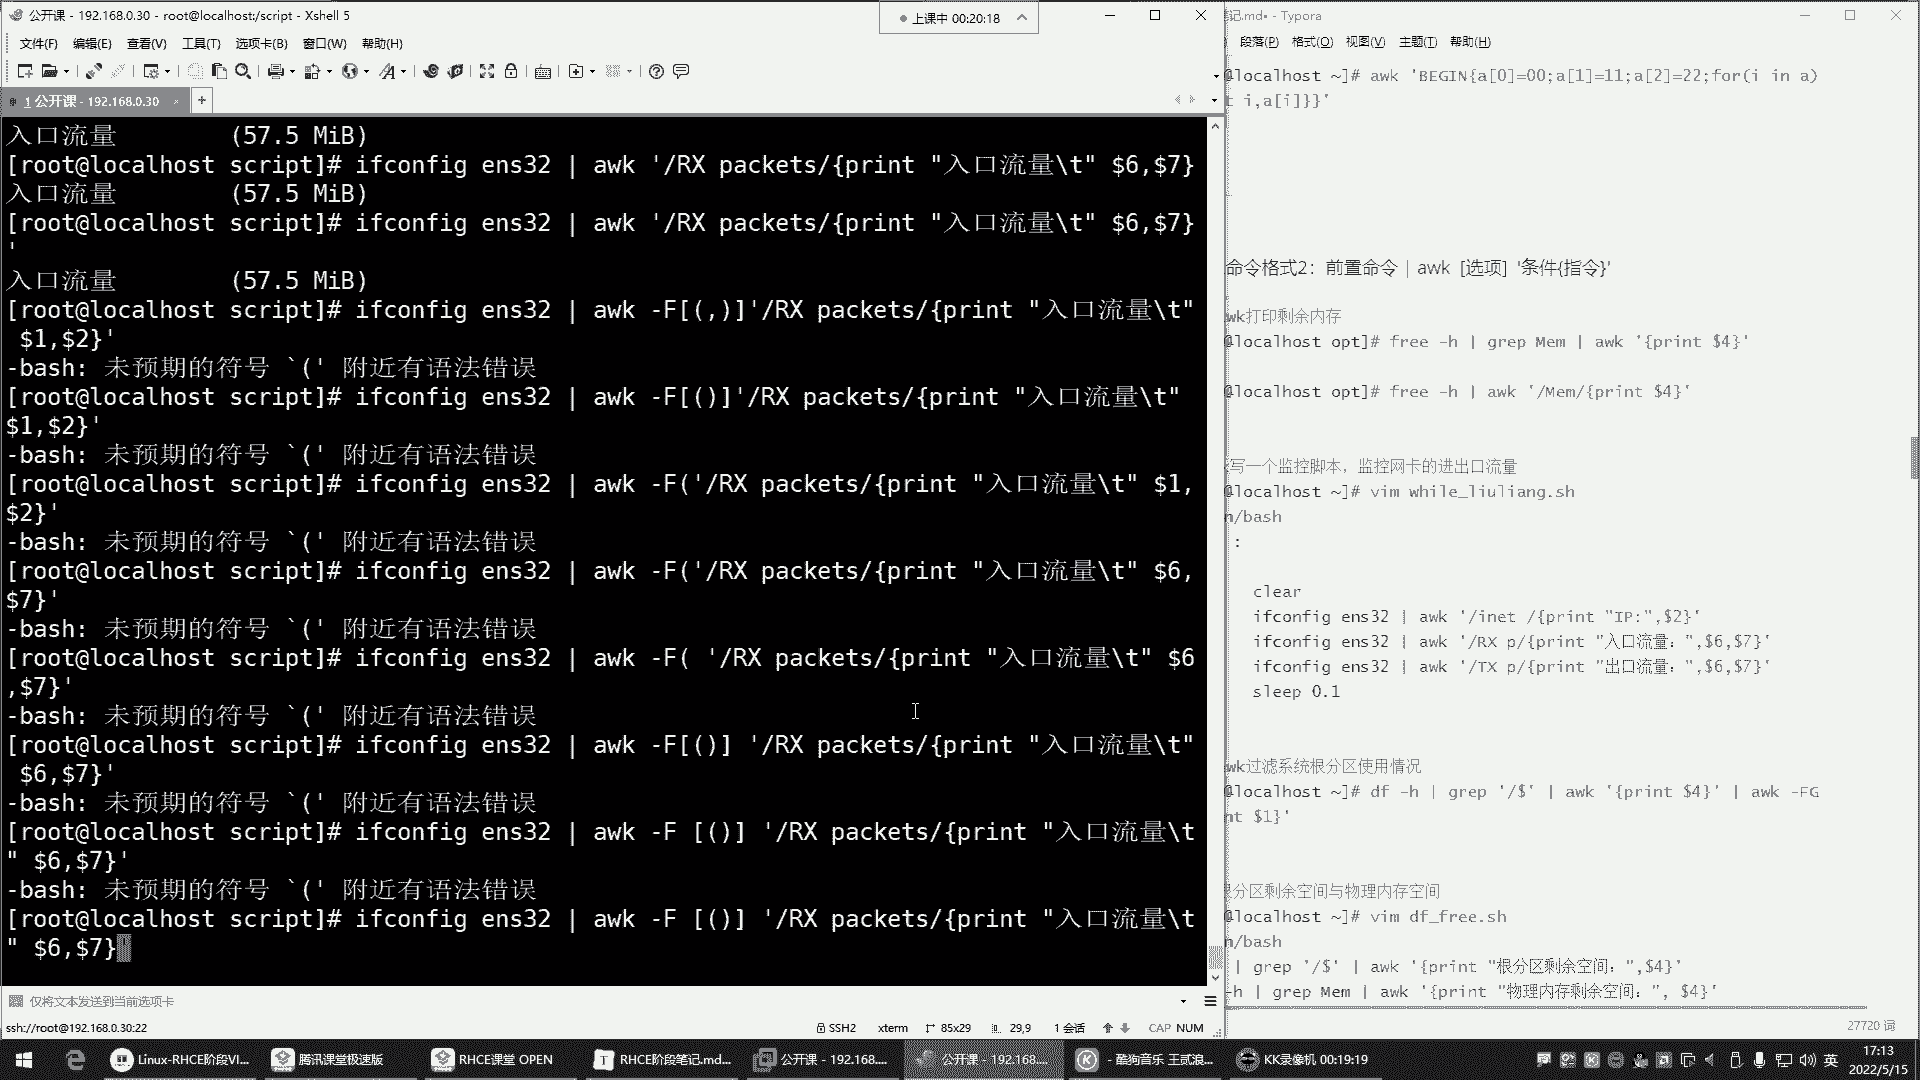 公开课 - 192.168.0.30 - root@localhost:/script - Xshell 5
上课中 00:20:18
记.md• - Typora
文件(F) 编辑(E) 查看(V) 工具(T) 选项卡(B) 窗口(W) 帮助(H)
段落(P) 格式(O) 视图(V) 主题(T) 帮助(H)
1 公开课 - 192.168.0.30
入口流量 (57.5 MiB)
[root@localhost script]# ifconfig ens32 | awk '/RX packets/{print "入口流量\t" $6,$7}
入口流量 (57.5 MiB)
[root@localhost script]# ifconfig ens32 | awk '/RX packets/{print "入口流量\t" $6,$7}
'
入口流量 (57.5 MiB)
[root@localhost script]# ifconfig ens32 | awk -F[(,)]'/RX packets/{print "入口流量\t"
$1,$2}'
-bash: 未预期的符号 `(' 附近有语法错误
[root@localhost script]# ifconfig ens32 | awk -F[()]'/RX packets/{print "入口流量\t"
$1,$2}'
-bash: 未预期的符号 `(' 附近有语法错误
[root@localhost script]# ifconfig ens32 | awk -F('/RX packets/{print "入口流量\t" $1,
$2}'
-bash: 未预期的符号 `(' 附近有语法错误
[root@localhost script]# ifconfig ens32 | awk -F('/RX packets/{print "入口流量\t" $6,
$7}'
-bash: 未预期的符号 `(' 附近有语法错误
[root@localhost script]# ifconfig ens32 | awk -F( '/RX packets/{print "入口流量\t" $6
,$7}'
-bash: 未预期的符号 `(' 附近有语法错误
[root@localhost script]# ifconfig ens32 | awk -F[()] '/RX packets/{print "入口流量\t"
$6,$7}'
-bash: 未预期的符号 `(' 附近有语法错误
[root@localhost script]# ifconfig ens32 | awk -F [()] '/RX packets/{print "入口流量\t
" $6,$7}'
-bash: 未预期的符号 `(' 附近有语法错误
[root@localhost script]# ifconfig ens32 | awk -F [()] '/RX packets/{print "入口流量\t
" $6,$7}'
@localhost ~]# awk 'BEGIN{a[0]=00;a[1]=11;a[2]=22;for(i in a)
t i,a[i]}}'
命令格式2：前置命令 | awk [选项] '条件{指令}'
wk打印剩余内存
@localhost opt]# free -h | grep Mem | awk '{print $4}'
@localhost opt]# free -h | awk '/Mem/{print $4}'
写一个监控脚本，监控网卡的进出口流量
@localhost ~]# vim while_liuliang.sh
n/bash
:
clear
ifconfig ens32 | awk '/inet /{print "IP:",$2}'
ifconfig ens32 | awk '/RX p/{print "入口流量：",$6,$7}'
ifconfig ens32 | awk '/TX p/{print "出口流量：",$6,$7}'
sleep 0.1
wk过滤系统根分区使用情况
@localhost ~]# df -h | grep '/$' | awk '{print $4}' | awk -FG
nt $1}'
根分区剩余空间与物理内存空间
@localhost ~]# vim df_free.sh
n/bash
| grep '/$' | awk '{print "根分区剩余空间：",$4}'
-h | grep Mem | awk '{print "物理内存剩余空间：", $4}'
27720 词
仅将文本发送到当前选项卡
ssh://root@192.168.0.30:22 SSH2 xterm 85x29 29,9 1 会话 CAP NUM
Linux-RHCE阶段VI... 腾讯课堂极速版 RHCE课堂 OPEN RHCE阶段笔记.md... 公开课 - 192.168.... 公开课 - 192.168.... - 酷狗音乐 王贰浪... KK录像机 00:19:19 英
17:13
2022/5/15